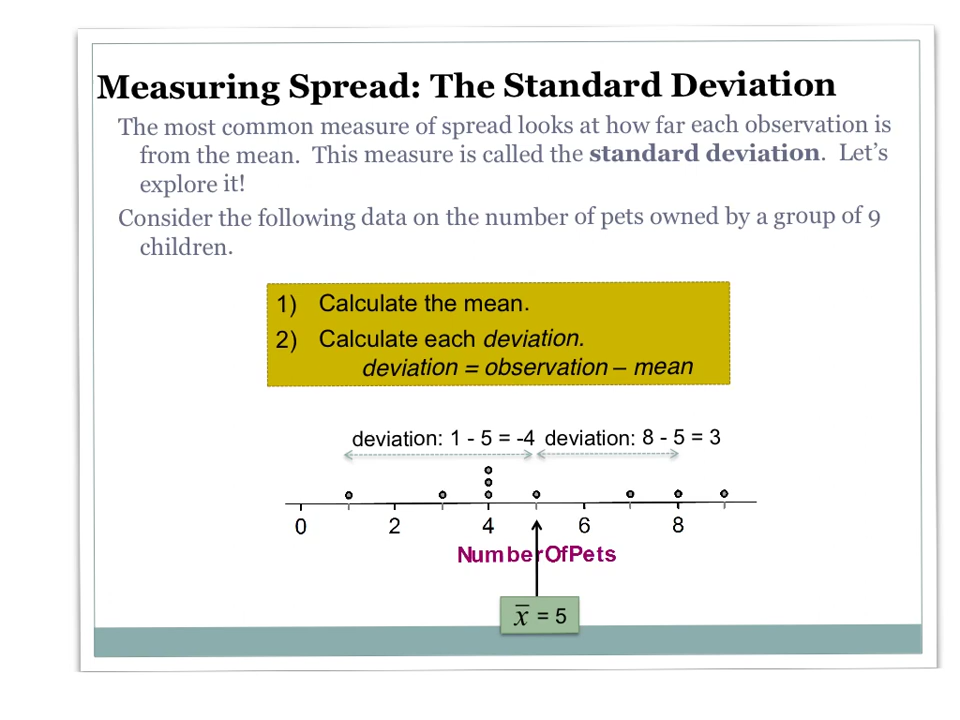 Measuring Spread: The Standard Deviation
The most common measure of spread looks at how far each observation is
from the mean. This measure is called the standard deviation. Let's
explore it!
Consider the following data on the number of pets owned by a group of 9
children.
1) Calculate the mean.
2) Calculate each deviation.
deviation = observation – mean
deviation: 1 - 5 = -4 deviation: 8 - 5 = 3
0 2 4 6 8
NumberOfPets
x̅ = 5